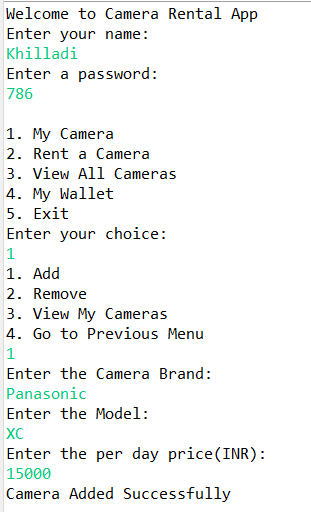 Welcome to Camera Rental App
Enter your name:
Khilladi
Enter a password:
786
1. My Camera
2. Rent a Camera
3. View All Cameras
4. My Wallet
5. Exit
Enter your choice:
1
1. Add
2. Remove
3. View My Cameras
4. Go to Previous Menu
1
Enter the Camera Brand:
Panasonic
Enter the Model:
XC
Enter the per day price(INR):
15000
Camera Added Successfully